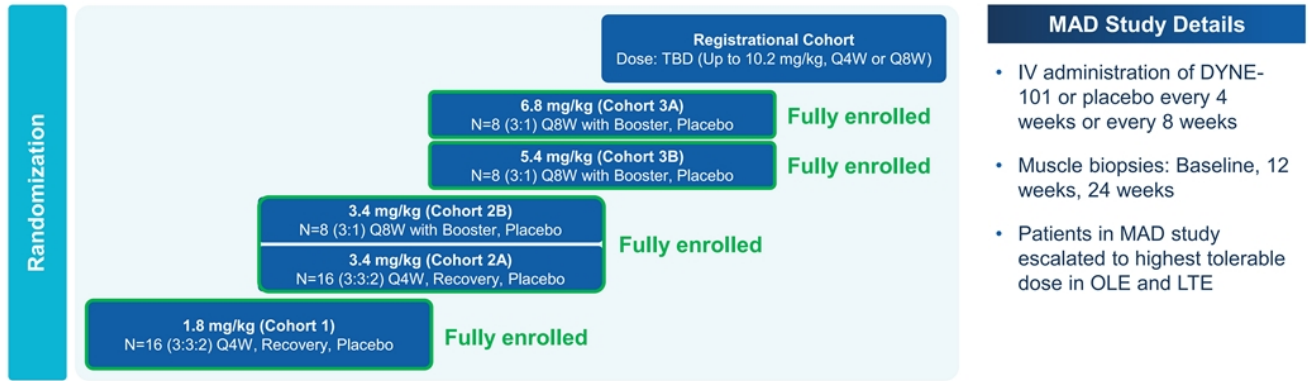 Randomization
Registrational Cohort
Dose: TBD (Up to 10.2 mg/kg, Q4W or Q8W)
6.8 mg/kg (Cohort 3A)
N=8 (3:1) Q8W with Booster, Placebo
Fully enrolled
5.4 mg/kg (Cohort 3B)
N=8 (3:1) Q8W with Booster, Placebo
Fully enrolled
3.4 mg/kg (Cohort 2B)
N=8 (3:1) Q8W with Booster, Placebo
3.4 mg/kg (Cohort 2A)
N=16 (3:3:2) Q4W, Recovery, Placebo
Fully enrolled
1.8 mg/kg (Cohort 1)
N=16 (3:3:2) Q4W, Recovery, Placebo
Fully enrolled
MAD Study Details
• IV administration of DYNE-
101 or placebo every 4
weeks or every 8 weeks
• Muscle biopsies: Baseline, 12
weeks, 24 weeks
• Patients in MAD study
escalated to highest tolerable
dose in OLE and LTE